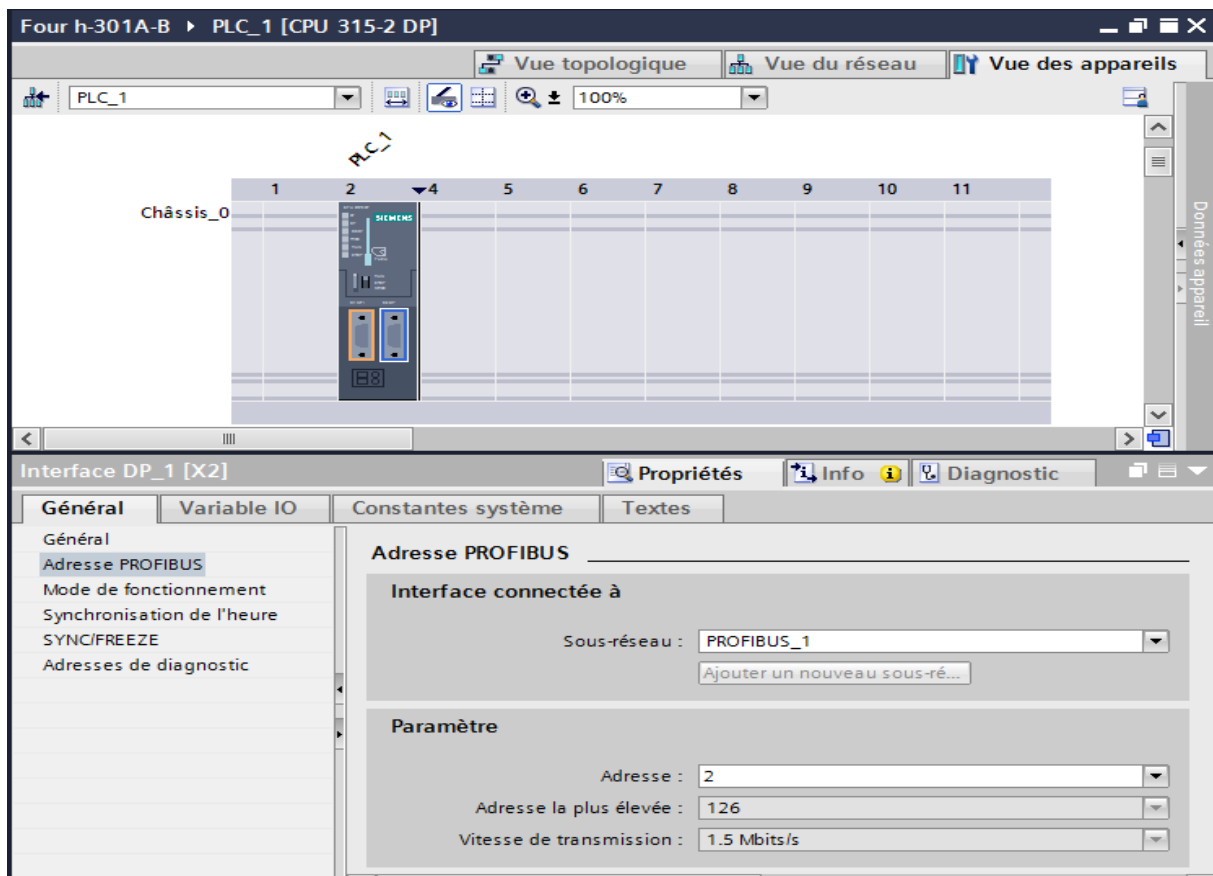 Four h-301A-B PLC_1 [CPU 315-2 DP]
Vue topologique Vue du réseau Vue des appareils
PLC_1 100%
PLC_1
1 2 4 5 6 7 8 9 10 11
Châssis_0
SIEMENS
Données appareil
Interface DP_1 [X2] Propriétés Info Diagnostic
Général Variable IO Constantes système Textes
Général
Adresse PROFIBUS
Mode de fonctionnement
Synchronisation de l'heure
SYNC/FREEZE
Adresses de diagnostic
Adresse PROFIBUS
Interface connectée à
Sous-réseau : PROFIBUS_1
Ajouter un nouveau sous-ré...
Paramètre
Adresse : 2
Adresse la plus élevée : 126
Vitesse de transmission : 1.5 Mbits/s